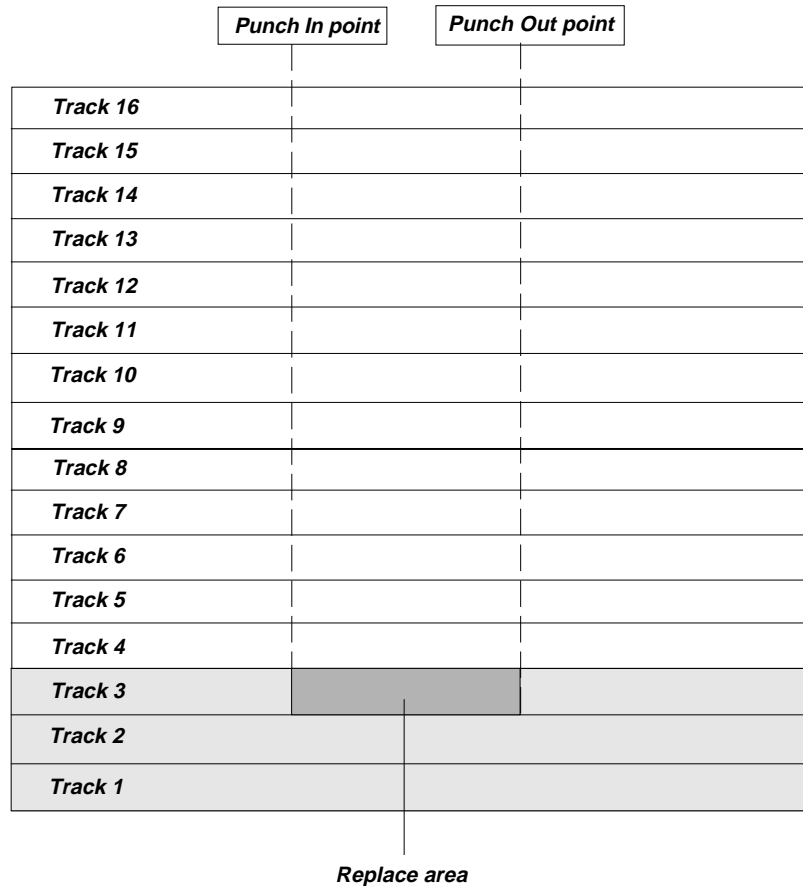 Punch In point
Punch Out point
Track 16
Track 15
Track 14
Track 13
Track 12
Track 11
Track 10
Track 9
Track 8
Track 7
Track 6
Track 5
Track 4
Track 3
Track 2
Track 1
Replace area